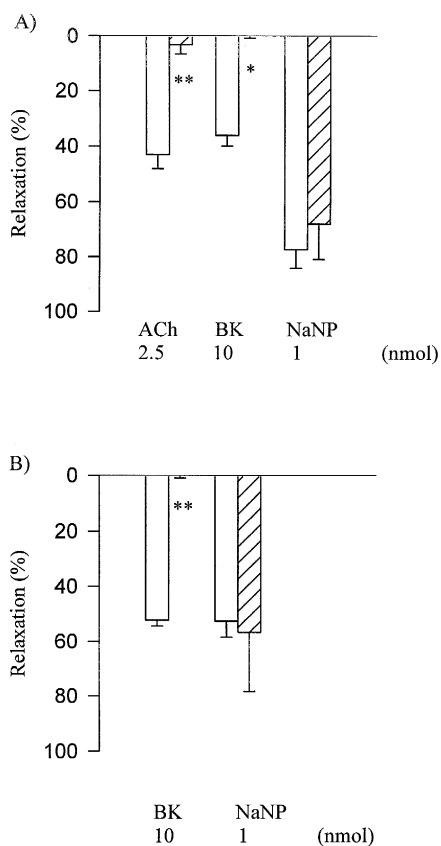 A)
0
20
40
60
80
100
Relaxation (%)
** *
ACh BK NaNP
2.5 10 1 (nmol)
B)
0
20
40
60
80
100
Relaxation (%)
**
BK NaNP
10 1 (nmol)